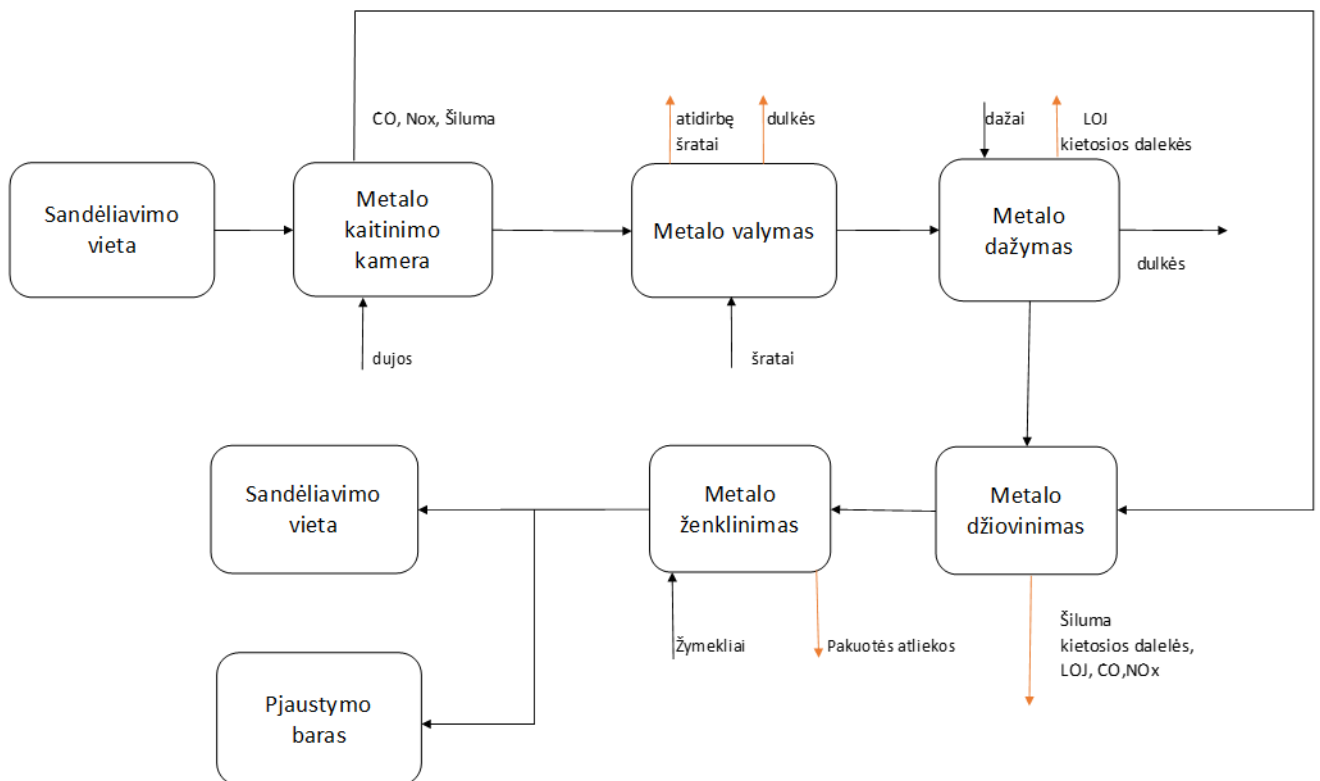 CO, Nox, Šiluma
atidirbę
šratai
dulkės
dažai
LOJ
kietosios dalekės
Sandėliavimo
vieta
Metalo
kaitinimo
kamera
Metalo valymas
Metalo
dažymas
dulkės
dujos
šratai
Sandėliavimo
vieta
Metalo
ženklinimas
Metalo
džiovinimas
Žymekliai
Pakuotės atliekos
Šiluma
kietosios dalelės,
LOJ, CO,NOx
Pjaustymo
baras